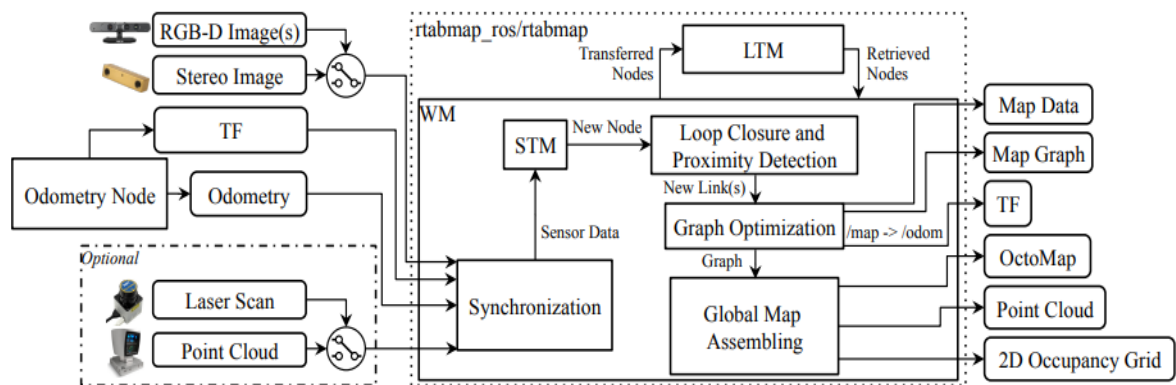 RGB-D Image(s)
Stereo Image
TF
Odometry Node
Odometry
Optional
Laser Scan
Point Cloud
rtabmap_ros/rtabmap
Transferred
Nodes
LTM
Retrieved
Nodes
WM
STM
New Node
Loop Closure and
Proximity Detection
New Link(s)
Graph Optimization
/map -> /odom
Sensor Data
Graph
Synchronization
Global Map
Assembling
Map Data
Map Graph
TF
OctoMap
Point Cloud
2D Occupancy Grid